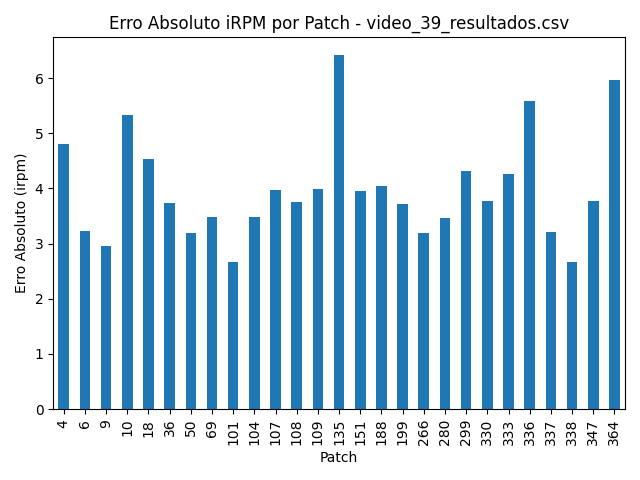 Erro Absoluto iRPM por Patch - video_39_resultados.csv
Erro Absoluto (irpm)
6
5
4
3
2
1
0
4 6 9 10 18 36 50 69 101 104 107 108 109 135 151 188 199 266 280 299 330 333 336 337 338 347 364
Patch